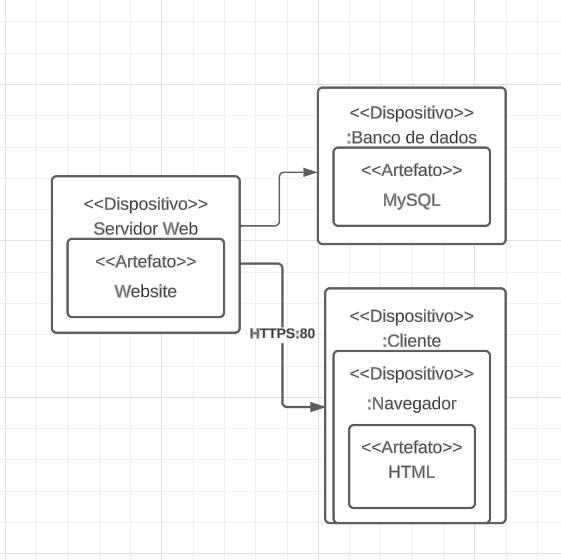 <<Dispositivo>>
:Banco de dados
<<Artefato>>
MySQL
<<Dispositivo>>
Servidor Web
<<Artefato>>
Website
HTTPS:80
<<Dispositivo>>
:Cliente
<<Dispositivo>>
:Navegador
<<Artefato>>
HTML